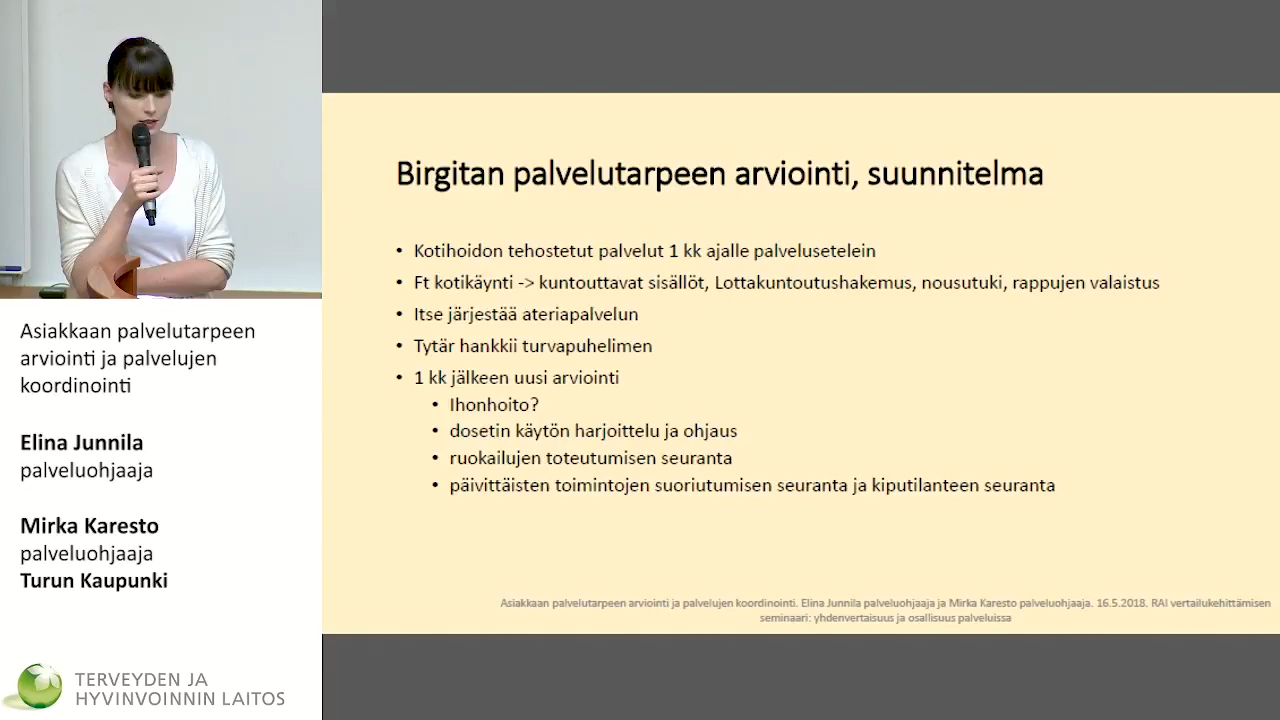 Birgitan palvelutarpeen arviointi, suunnitelma
• Kotihoidon tehostetut palvelut 1 kk ajalle palvelusetelein
• Ft kotikäynti -> kuntouttavat sisällöt, Lottakuntoutushakemus, nousutuki, rappujen valaistus
• Itse järjestää ateriapalvelun
• Tytär hankkii turvapuhelimen
• 1 kk jälkeen uusi arviointi
• Ihonhoito?
• dosetin käytön harjoittelu ja ohjaus
• ruokailujen toteutumisen seuranta
• päivittäisten toimintojen suoriutumisen seuranta ja kiputilanteen seuranta
Asiakkaan palvelutarpeen arviointi ja palvelujen koordinointi. Elina Junnila palveluohjaaja ja Mirka Karesto palveluohjaaja. 16.5.2018. RAI vertailukehittämisen
seminaari: yhdenvertaisuus ja osallisuus palveluissa
Asiakkaan palvelutarpeen
arviointi ja palvelujen
koordinointi
Elina Junnila
palveluohjaaja
Mirka Karesto
palveluohjaaja
Turun Kaupunki
TERVEYDEN JA
HYVINVOINNIN LAITOS